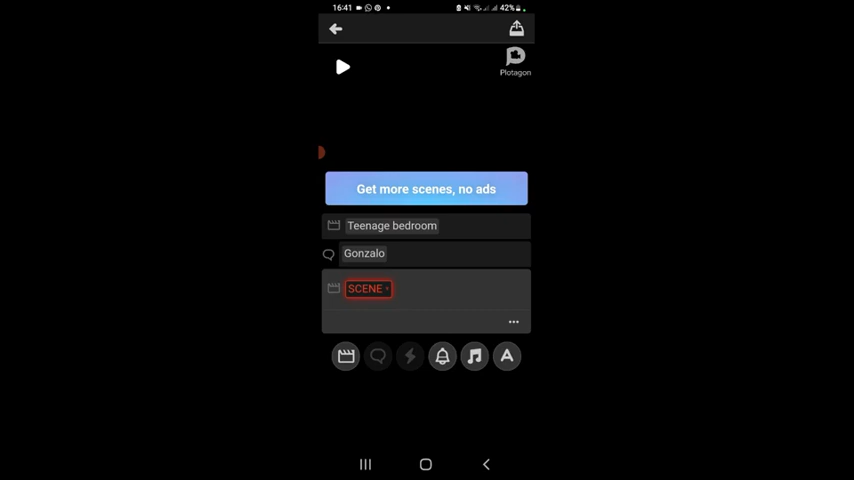 16:41
42%
Plotagon
Get more scenes, no ads
Teenage bedroom
Gonzalo
SCENE
A